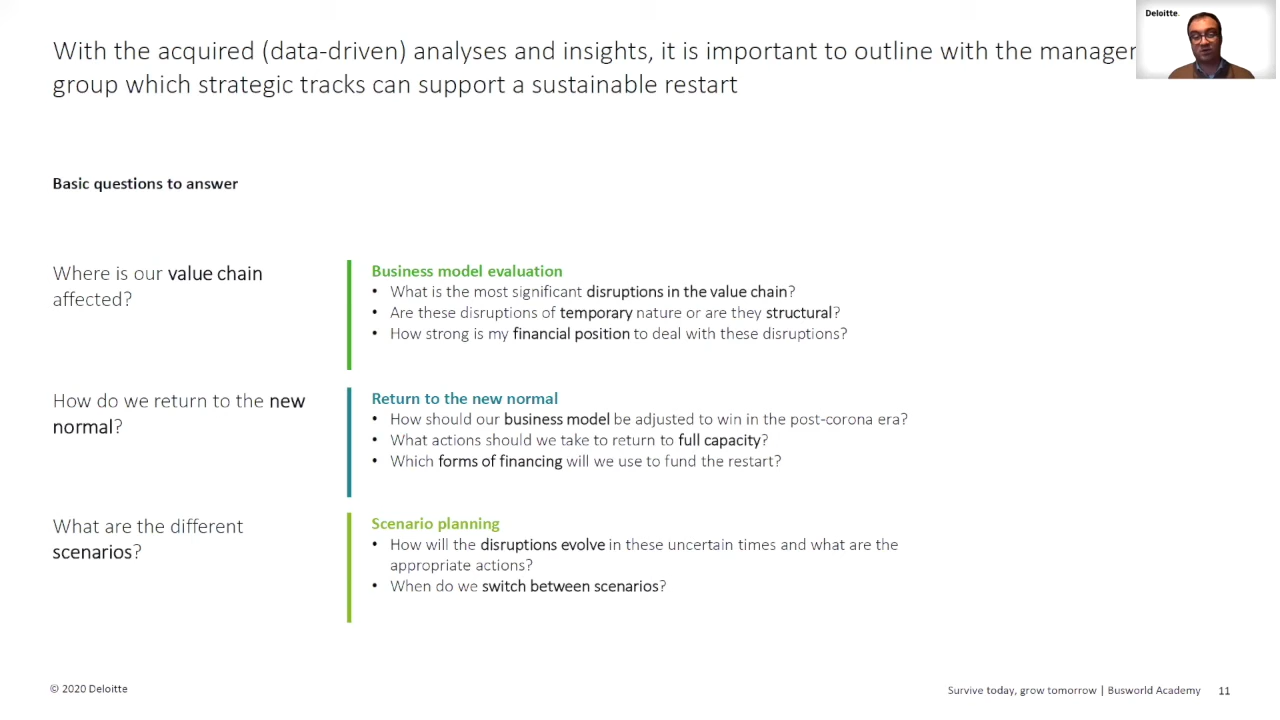 Deloitte.
With the acquired (data-driven) analyses and insights, it is important to outline with the manager
group which strategic tracks can support a sustainable restart
Basic questions to answer
Where is our value chain
affected?
Business model evaluation
• What is the most significant disruptions in the value chain?
• Are these disruptions of temporary nature or are they structural?
• How strong is my financial position to deal with these disruptions?
How do we return to the new
normal?
Return to the new normal
• How should our business model be adjusted to win in the post-corona era?
• What actions should we take to return to full capacity?
• Which forms of financing will we use to fund the restart?
What are the different
scenarios?
Scenario planning
• How will the disruptions evolve in these uncertain times and what are the
appropriate actions?
• When do we switch between scenarios?
© 2020 Deloitte
Survive today, grow tomorrow | Busworld Academy 11